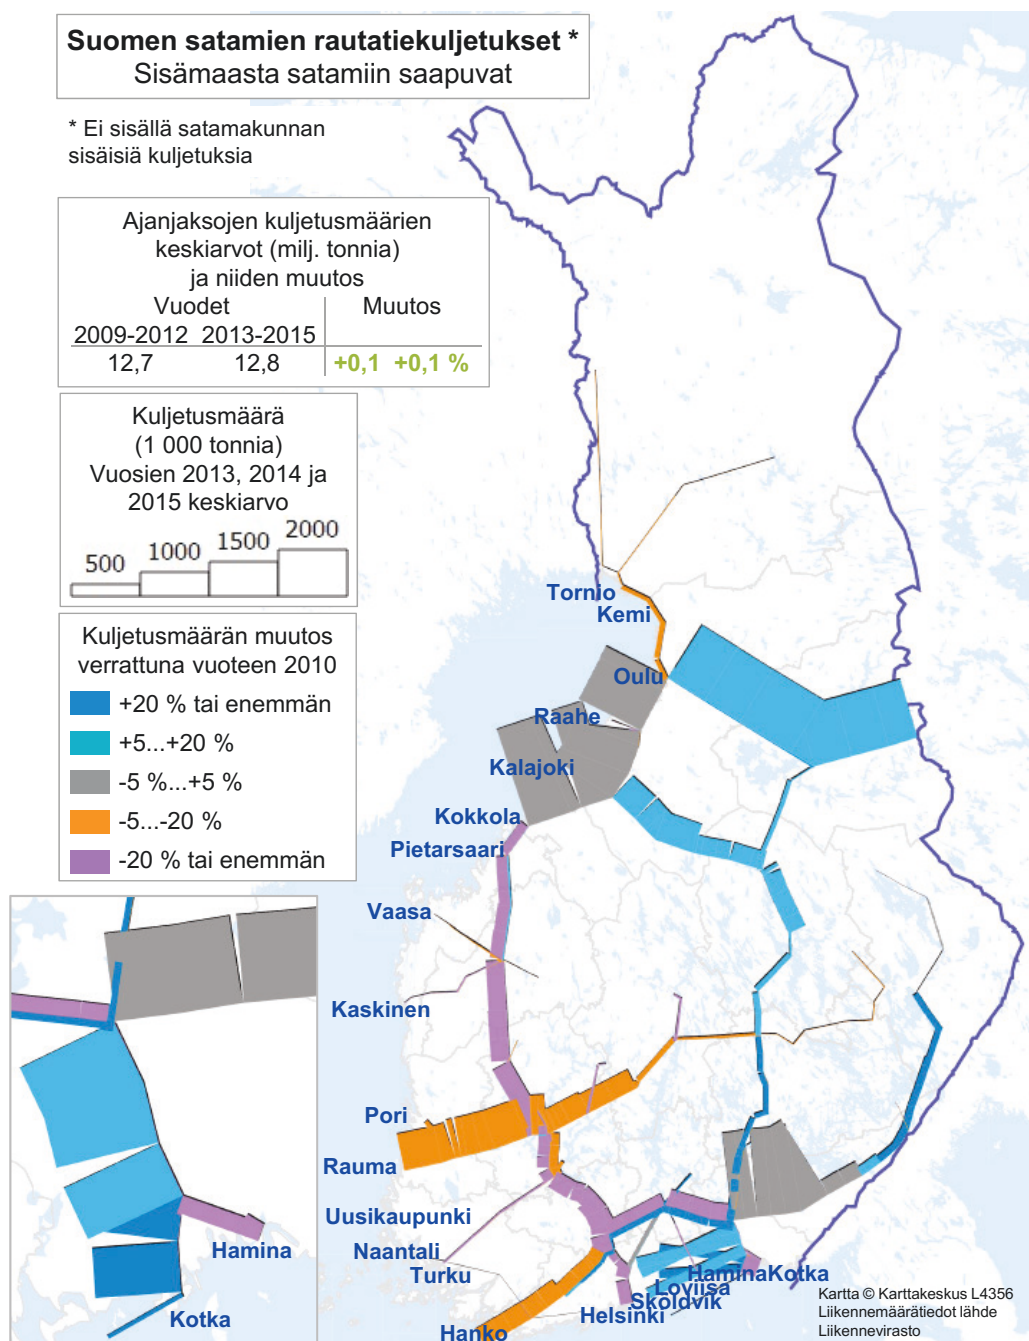 Suomen satamien rautatiekuljetukset *
Sisämaasta satamiin saapuvat
* Ei sisällä satamakunnan
sisäisiä kuljetuksia
Ajanjaksojen kuljetusmäärien
keskiarvot (milj. tonnia)
ja niiden muutos
Vuodet Muutos
2009-2012 2013-2015
12,7 12,8 +0,1 +0,1 %
Kuljetusmäärä
(1 000 tonnia)
Vuosien 2013, 2014 ja
2015 keskiarvo
500 1000 1500 2000
Kuljetusmäärän muutos
verrattuna vuoteen 2010
+20 % tai enemmän
+5...+20 %
-5 %...+5 %
-5...-20 %
-20 % tai enemmän
Tornio
Kemi
Oulu
Raahe
Kalajoki
Kokkola
Pietarsaari
Vaasa
Kaskinen
Pori
Rauma
Uusikaupunki
Naantali
Turku
Hanko
Helsinki
Sköldvik
Loviisa
HaminaKotka
Hamina
Kotka
Kartta © Karttakeskus L4356
Liikennemäärätiedot lähde
Liikennevirasto